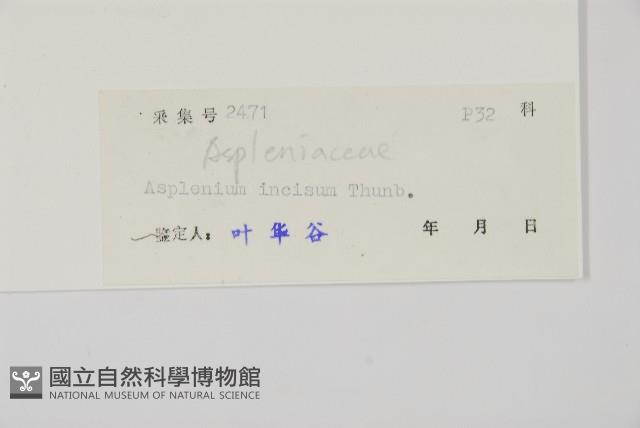 采集号 2471 P32 科
Aspleniaceae
Asplenium incisum Thunb.
鉴定人: 叶华谷 年 月 日
國立自然科學博物館
NATIONAL MUSEUM OF NATURAL SCIENCE